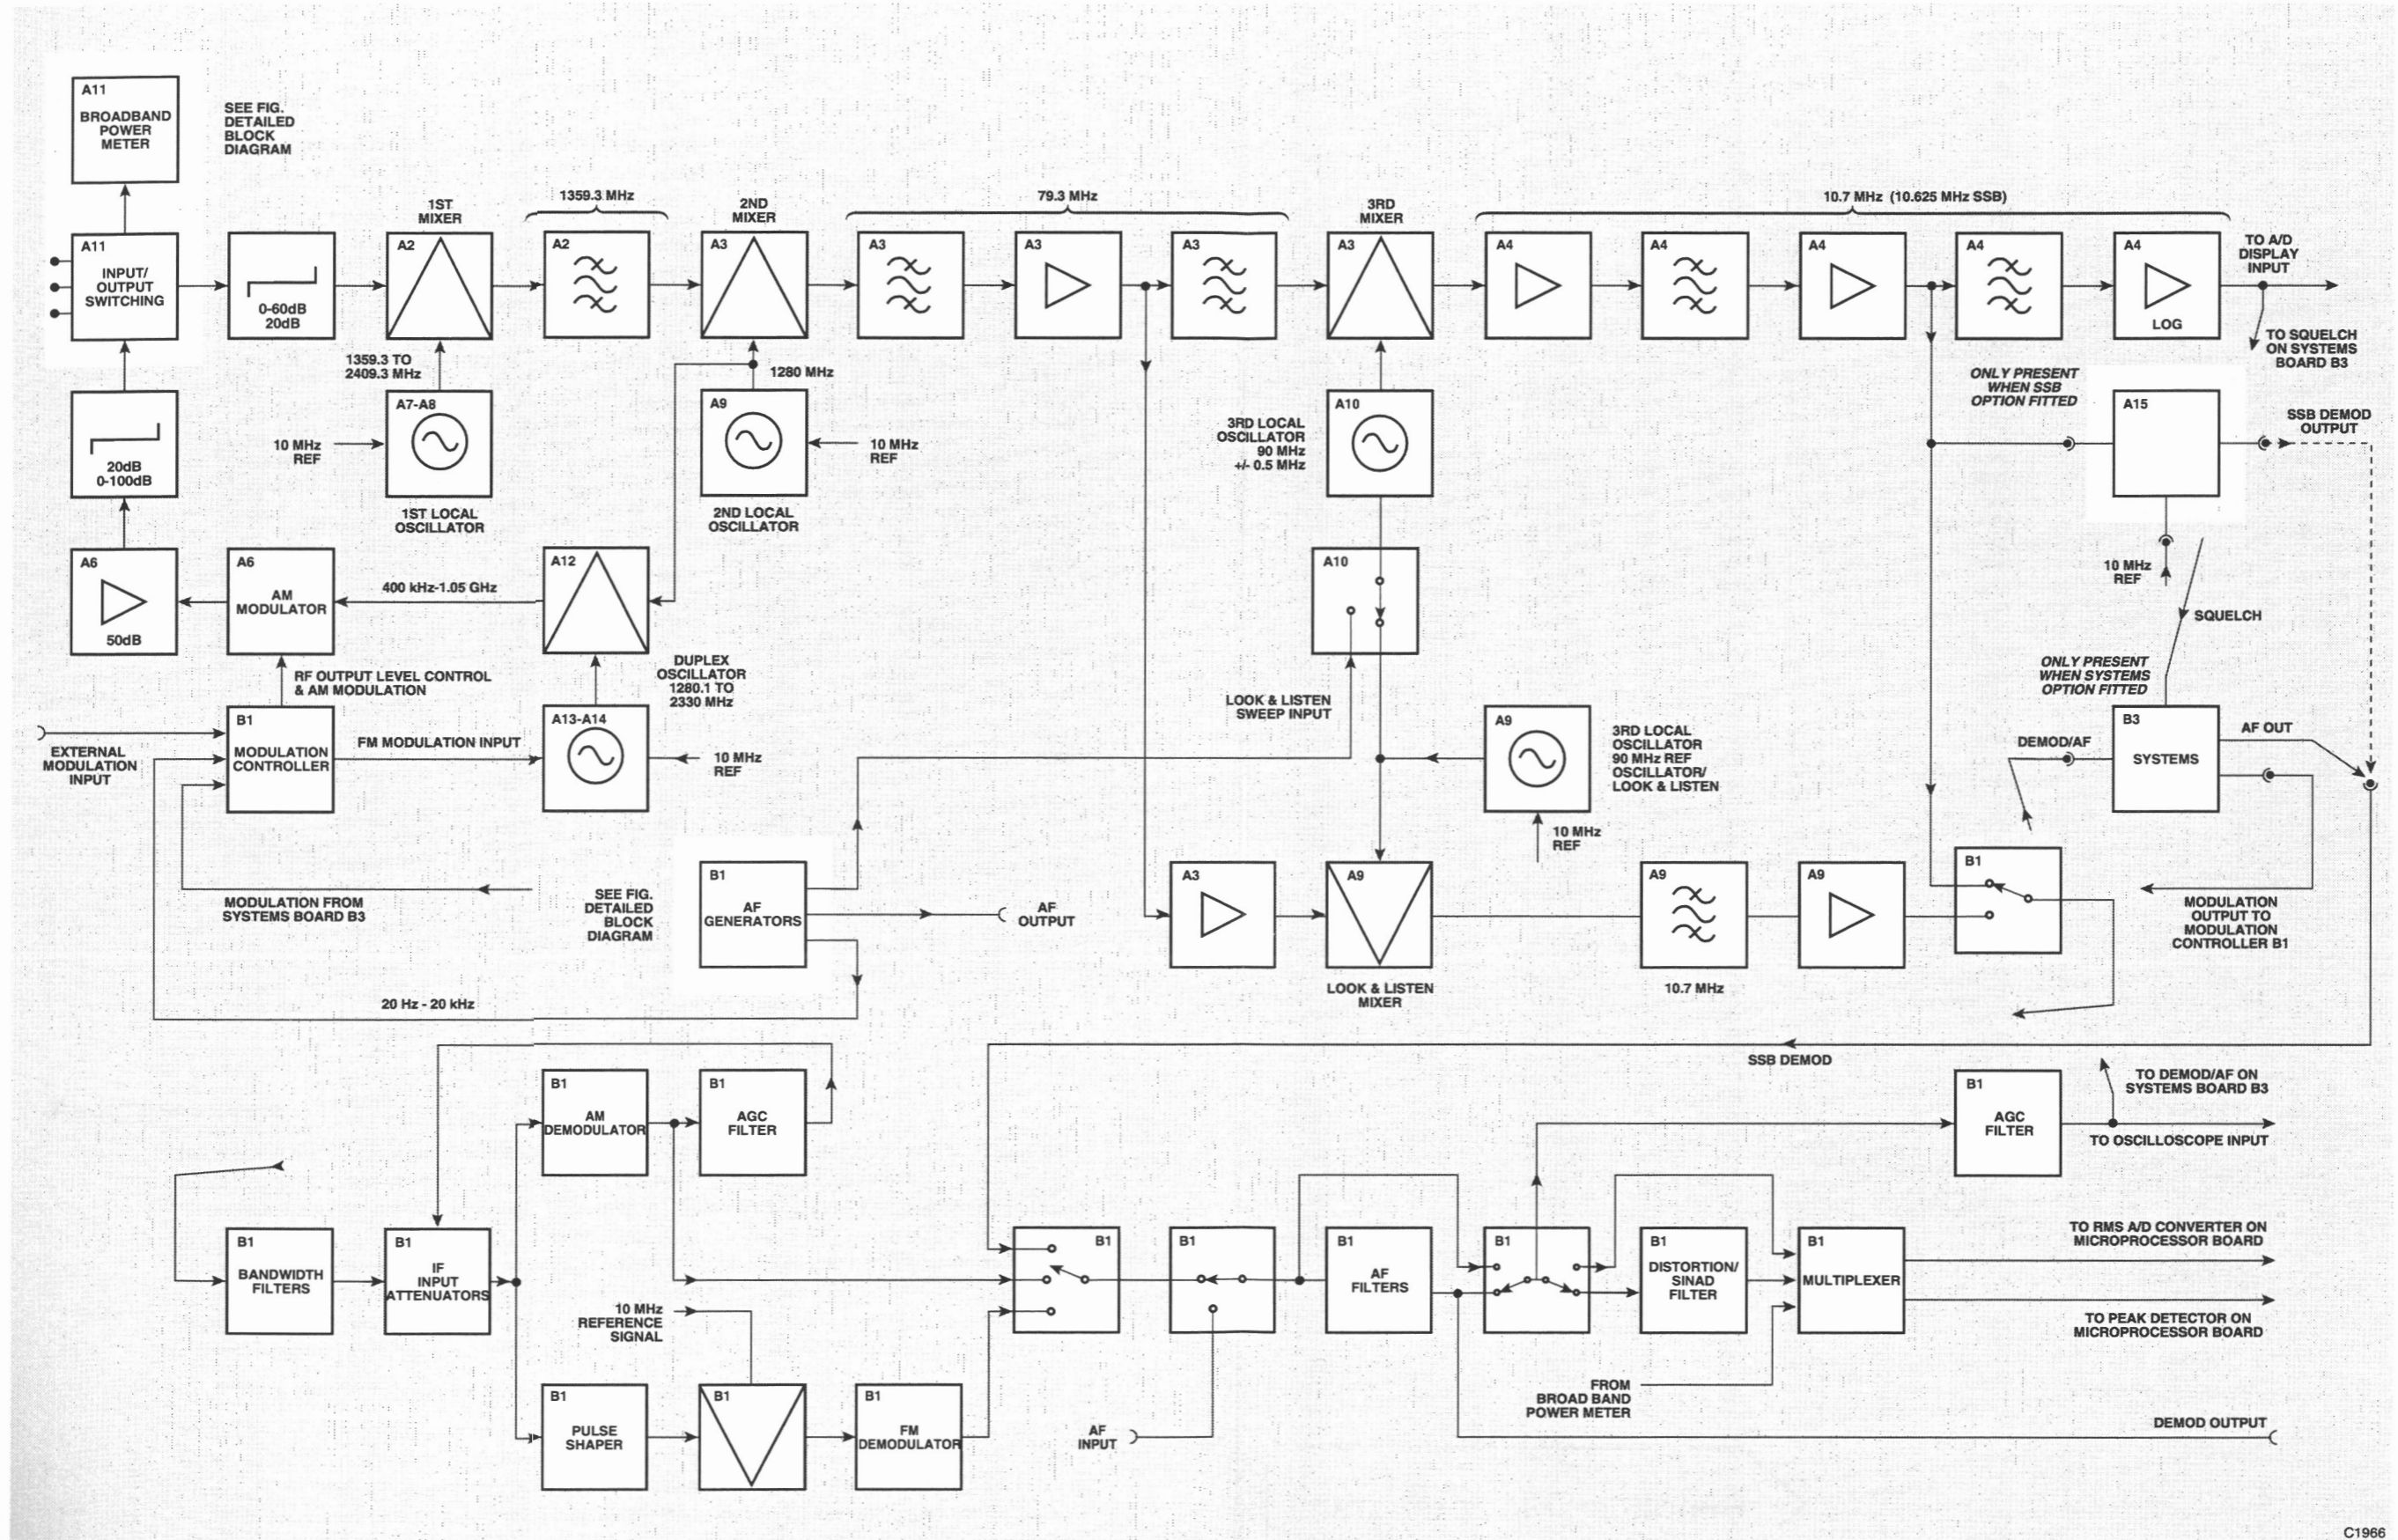 A11
BROADBAND
POWER
METER
SEE FIG.
DETAILED
BLOCK
DIAGRAM
A11
INPUT/
OUTPUT
SWITCHING
0-60dB
20dB
1ST
MIXER
A2
1359.3 MHz
A2
2ND
MIXER
A3
79.3 MHz
A3
A3
A3
3RD
MIXER
A3
10.7 MHz (10.625 MHz SSB)
A4
A4
A4
A4
A4
LOG
TO A/D
DISPLAY
INPUT
TO SQUELCH
ON SYSTEMS
BOARD B3
1359.3 TO
2409.3 MHz
1280 MHz
20dB
0-100dB
10 MHz
REF
A7-A8
1ST LOCAL
OSCILLATOR
A9
10 MHz
REF
2ND LOCAL
OSCILLATOR
3RD LOCAL
OSCILLATOR
90 MHz
+/- 0.5 MHz
A10
ONLY PRESENT
WHEN SSB
OPTION FITTED
A15
SSB DEMOD
OUTPUT
10 MHz
REF
SQUELCH
A6
50dB
A6
AM
MODULATOR
400 kHz-1.05 GHz
A12
A10
RF OUTPUT LEVEL CONTROL
& AM MODULATION
DUPLEX
OSCILLATOR
1280.1 TO
2330 MHz
LOOK & LISTEN
SWEEP INPUT
ONLY PRESENT
WHEN SYSTEMS
OPTION FITTED
EXTERNAL
MODULATION
INPUT
B1
MODULATION
CONTROLLER
FM MODULATION INPUT
A13-A14
10 MHz
REF
A9
3RD LOCAL
OSCILLATOR
90 MHz REF
OSCILLATOR/
LOOK & LISTEN
10 MHz
REF
DEMOD/AF
B3
SYSTEMS
AF OUT
MODULATION FROM
SYSTEMS BOARD B3
SEE FIG.
DETAILED
BLOCK
DIAGRAM
B1
AF
GENERATORS
AF
OUTPUT
A3
A9
LOOK & LISTEN
MIXER
A9
10.7 MHz
A9
B1
MODULATION
OUTPUT TO
MODULATION
CONTROLLER B1
20 Hz - 20 kHz
SSB DEMOD
B1
AM
DEMODULATOR
B1
AGC
FILTER
B1
AGC
FILTER
TO DEMOD/AF ON
SYSTEMS BOARD B3
TO OSCILLOSCOPE INPUT
B1
BANDWIDTH
FILTERS
B1
IF
INPUT
ATTENUATORS
10 MHz
REFERENCE
SIGNAL
B1
B1
B1
AF
FILTERS
B1
B1
DISTORTION/
SINAD
FILTER
B1
MULTIPLEXER
TO RMS A/D CONVERTER ON
MICROPROCESSOR BOARD
TO PEAK DETECTOR ON
MICROPROCESSOR BOARD
B1
PULSE
SHAPER
B1
B1
FM
DEMODULATOR
AF
INPUT
FROM
BROAD BAND
POWER METER
DEMOD OUTPUT
C1966